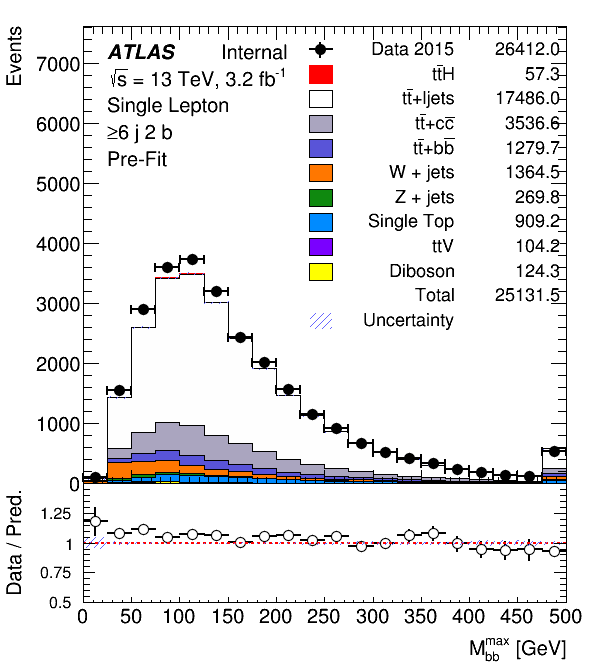 Events
ATLAS Internal
√s = 13 TeV, 3.2 fb⁻¹
Single Lepton
≥6 j 2 b
Pre-Fit
Data 2015 26412.0
tt̄H 57.3
tt̄+ljets 17486.0
tt̄+cc̄ 3536.6
tt̄+bb̄ 1279.7
W + jets 1364.5
Z + jets 269.8
Single Top 909.2
ttV 104.2
Diboson 124.3
Total 25131.5
Uncertainty
7000
6000
5000
4000
3000
2000
1000
0
Data / Pred.
1.25
1
0.75
0.5
0 50 100 150 200 250 300 350 400 450 500
M_bb^max [GeV]